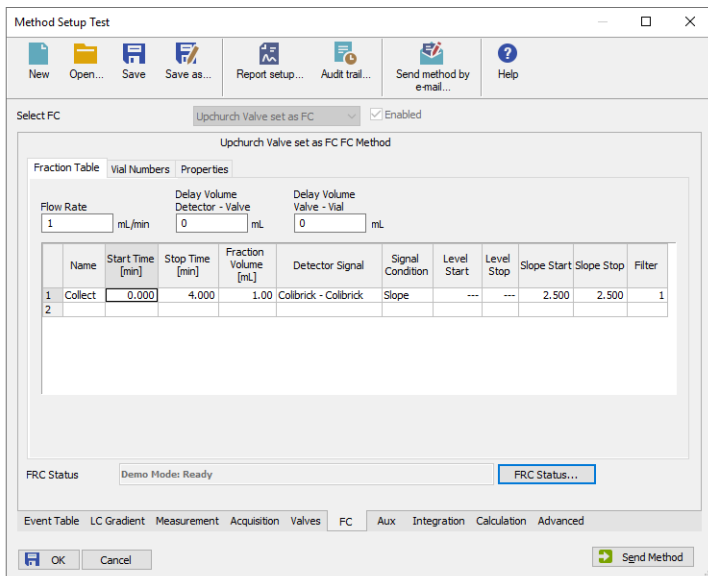 Method Setup Test
New Open... Save Save as... Report setup... Audit trail... Send method by e-mail... Help
Select FC Upchurch Valve set as FC Enabled
Upchurch Valve set as FC FC Method
Fraction Table Vial Numbers Properties
Flow Rate Delay Volume Detector - Valve Delay Volume Valve - Vial
1 mL/min 0 mL 0 mL
Name Start Time [min] Stop Time [min] Fraction Volume [mL] Detector Signal Signal Condition Level Start Level Stop Slope Start Slope Stop Filter
1 Collect 0.000 4.000 1.00 Colibrick - Colibrick Slope --- --- 2.500 2.500 1
2
FRC Status Demo Mode: Ready FRC Status...
Event Table LC Gradient Measurement Acquisition Valves FC Aux Integration Calculation Advanced
OK Cancel Send Method